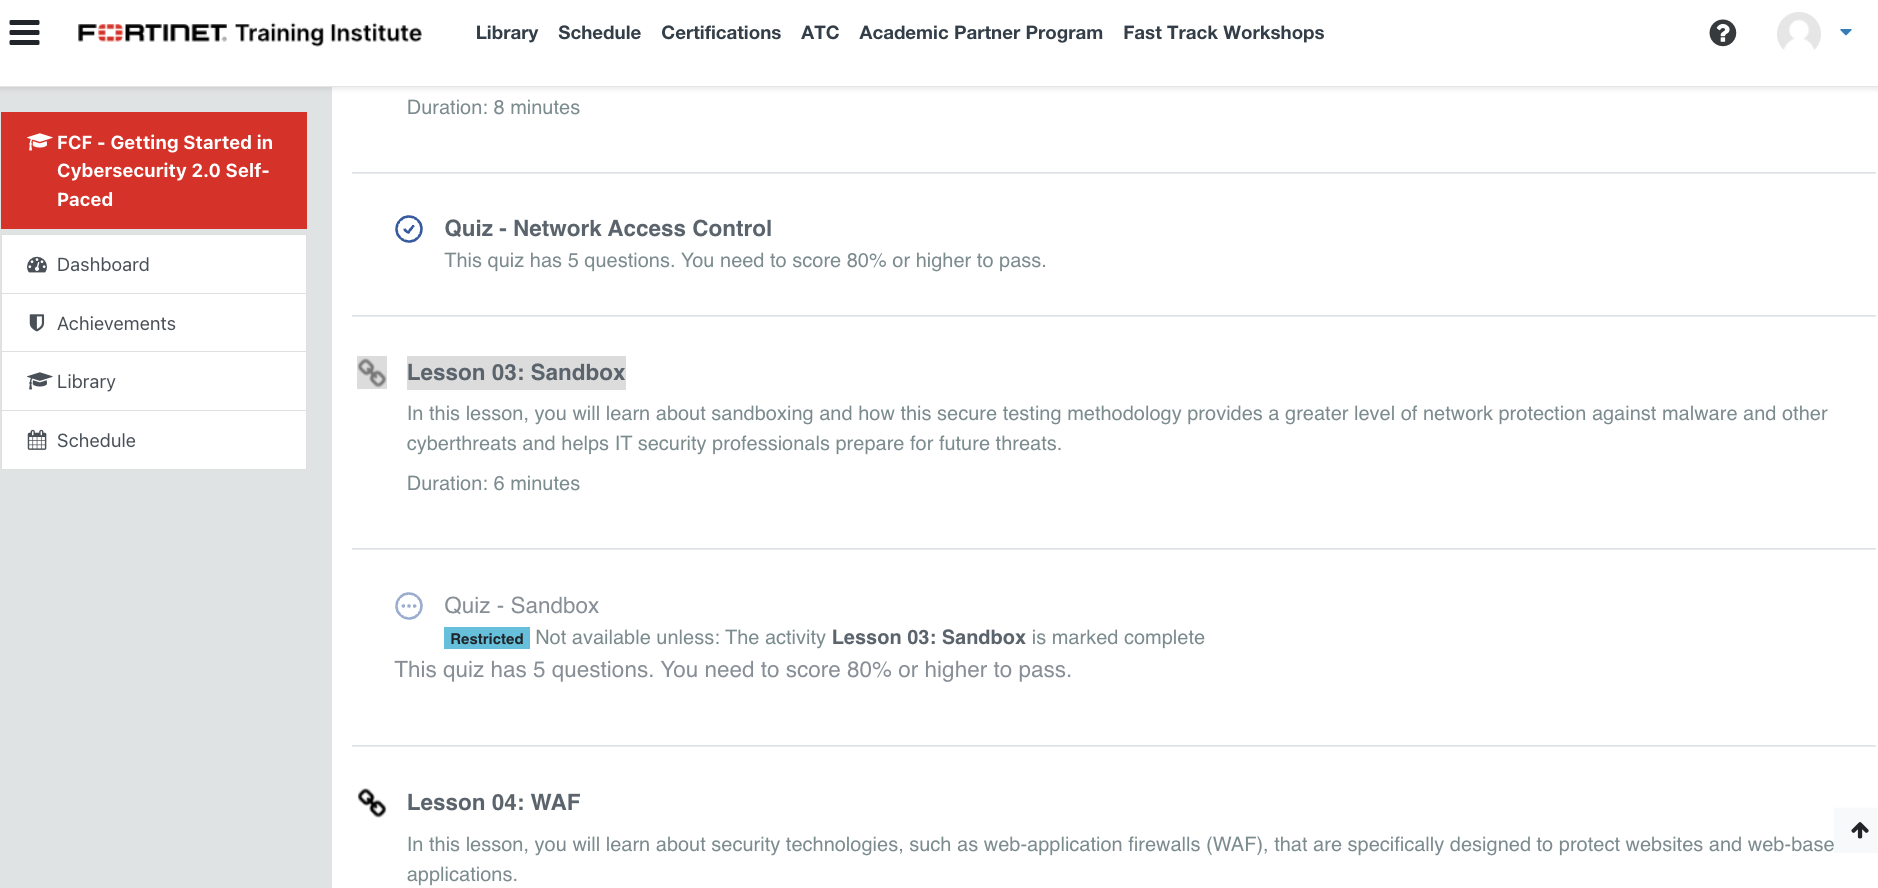 FORTINET Training Institute
Library Schedule Certifications ATC Academic Partner Program Fast Track Workshops
FCF - Getting Started in
Cybersecurity 2.0 Self-
Paced
Dashboard
Achievements
Library
Schedule
Duration: 8 minutes
Quiz - Network Access Control
This quiz has 5 questions. You need to score 80% or higher to pass.
Lesson 03: Sandbox
In this lesson, you will learn about sandboxing and how this secure testing methodology provides a greater level of network protection against malware and other
cyberthreats and helps IT security professionals prepare for future threats.
Duration: 6 minutes
Quiz - Sandbox
Restricted Not available unless: The activity Lesson 03: Sandbox is marked complete
This quiz has 5 questions. You need to score 80% or higher to pass.
Lesson 04: WAF
In this lesson, you will learn about security technologies, such as web-application firewalls (WAF), that are specifically designed to protect websites and web-base
applications.